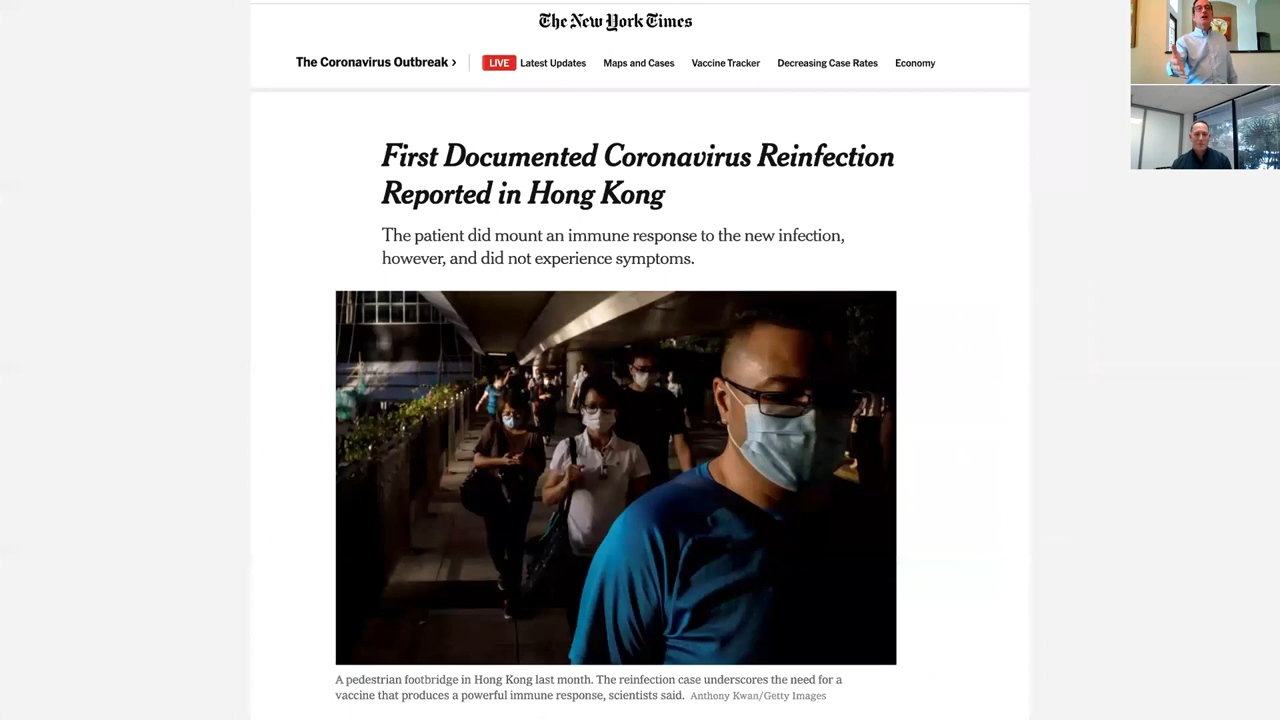 The New York Times
The Coronavirus Outbreak ›
LIVE Latest Updates Maps and Cases Vaccine Tracker Decreasing Case Rates Economy
First Documented Coronavirus Reinfection
Reported in Hong Kong
The patient did mount an immune response to the new infection,
however, and did not experience symptoms.
A pedestrian footbridge in Hong Kong last month. The reinfection case underscores the need for a
vaccine that produces a powerful immune response, scientists said. Anthony Kwan/Getty Images